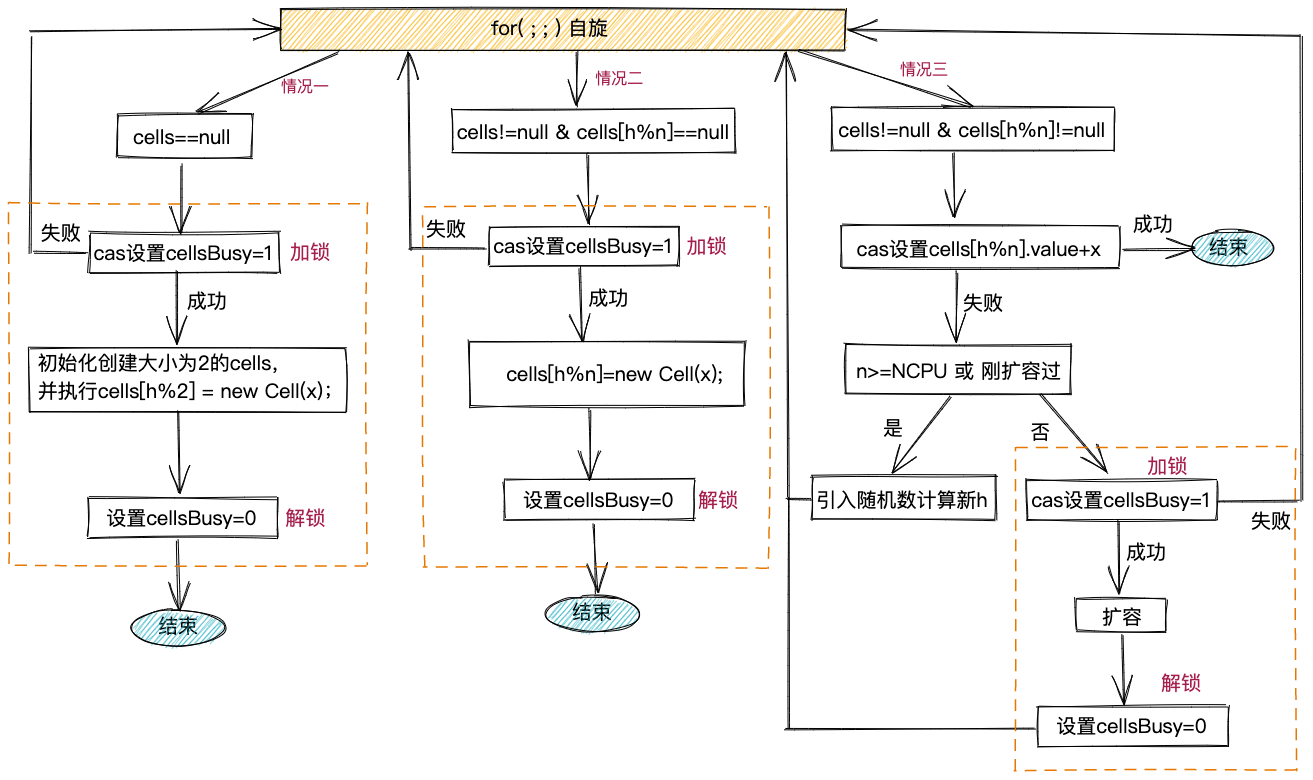 for( ; ; ) 自旋
情况一
cells==null
失败
cas设置cellsBusy=1
加锁
成功
初始化创建大小为2的cells,
并执行cells[h%2] = new Cell(x);
设置cellsBusy=0
解锁
结束
情况二
cells!=null & cells[h%n]==null
失败
cas设置cellsBusy=1
加锁
成功
cells[h%n]=new Cell(x);
设置cellsBusy=0
解锁
结束
情况三
cells!=null & cells[h%n]!=null
cas设置cells[h%n].value+x
成功
结束
失败
n>=NCPU 或 刚扩容过
是
引入随机数计算新h
否
加锁
cas设置cellsBusy=1
失败
成功
扩容
解锁
设置cellsBusy=0